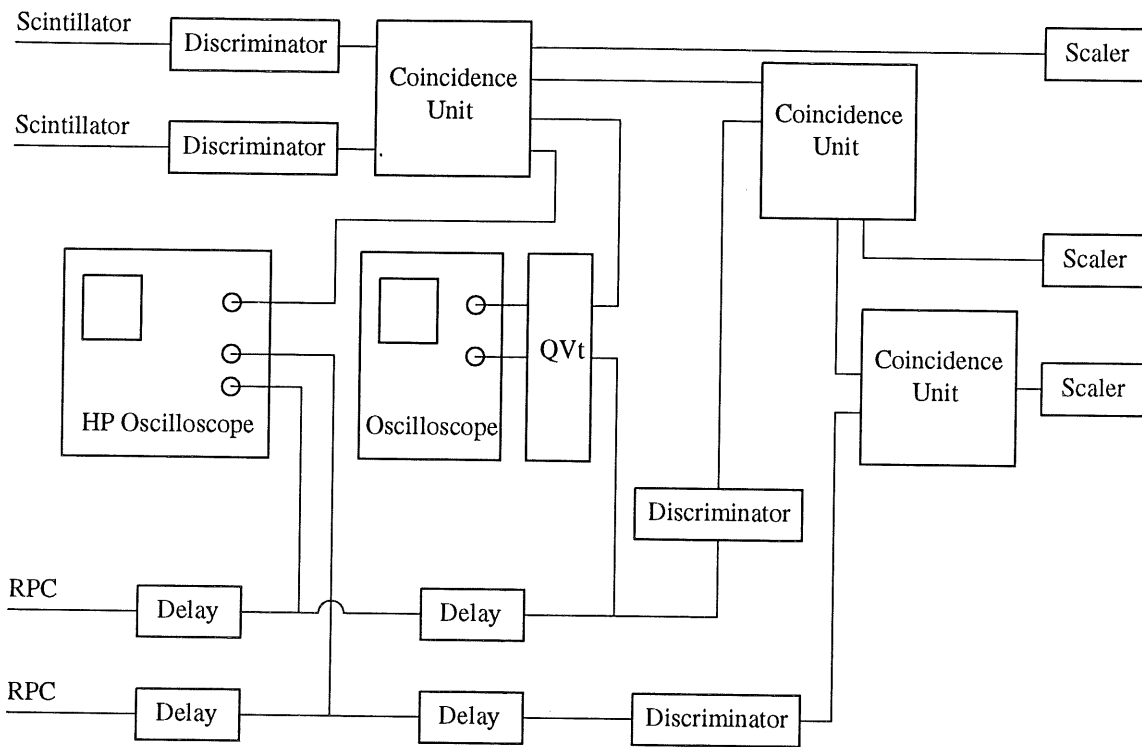 Scintillator
Discriminator
Coincidence
Unit
Scaler
Scintillator
Discriminator
Coincidence
Unit
Scaler
HP Oscilloscope
Oscilloscope
QVt
Coincidence
Unit
Scaler
Discriminator
RPC
Delay
Delay
RPC
Delay
Delay
Discriminator